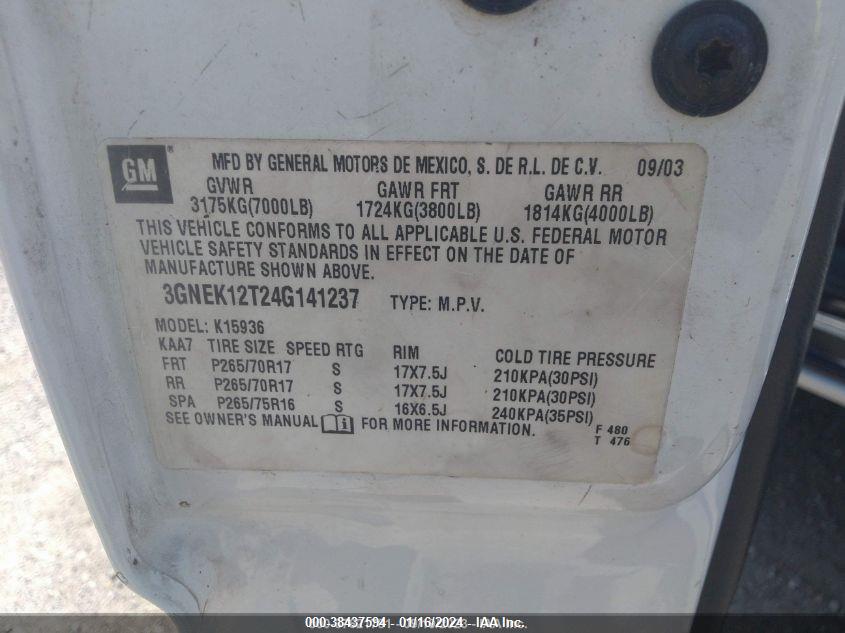 GM ® MFD BY GENERAL MOTORS DE MEXICO, S. DE R.L. DE C.V. 09/03
GVWR GAWR FRT GAWR RR
3175KG(7000LB) 1724KG(3800LB) 1814KG(4000LB)
THIS VEHICLE CONFORMS TO ALL APPLICABLE U.S. FEDERAL MOTOR
VEHICLE SAFETY STANDARDS IN EFFECT ON THE DATE OF
MANUFACTURE SHOWN ABOVE.
3GNEK12T24G141237 TYPE: M.P.V.
MODEL: K15936
KAA7 TIRE SIZE SPEED RTG RIM COLD TIRE PRESSURE
FRT P265/70R17 S 17X7.5J 210KPA(30PSI)
RR P265/70R17 S 17X7.5J 210KPA(30PSI)
SPA P265/75R16 S 16X6.5J 240KPA(35PSI)
SEE OWNER'S MANUAL i FOR MORE INFORMATION.
F 480
T 476
000-38437594 - 01/16/2024 - IAA Inc.